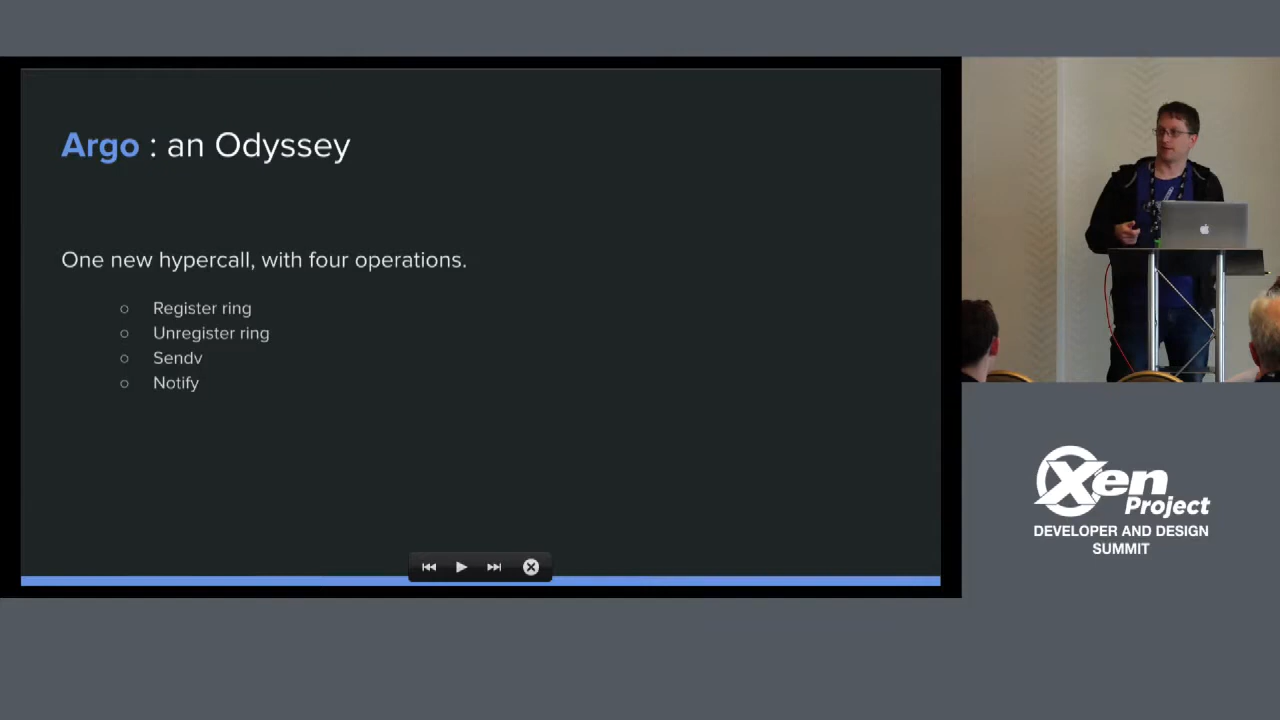 Argo : an Odyssey
One new hypercall, with four operations.
Register ring
Unregister ring
Sendv
Notify
Xen
Project
DEVELOPER AND DESIGN
SUMMIT